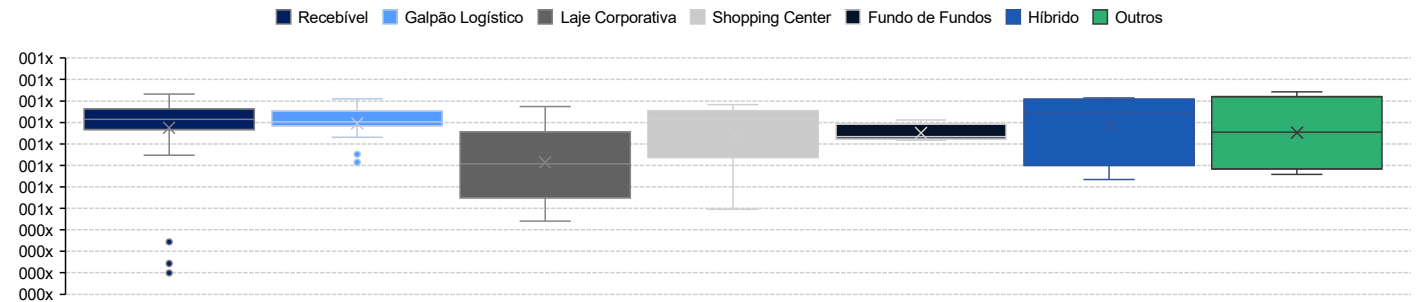 Recebível Galpão Logístico Laje Corporativa Shopping Center Fundo de Fundos Híbrido Outros
001x
001x
001x
001x
001x
001x
001x
001x
000x
000x
000x
000x